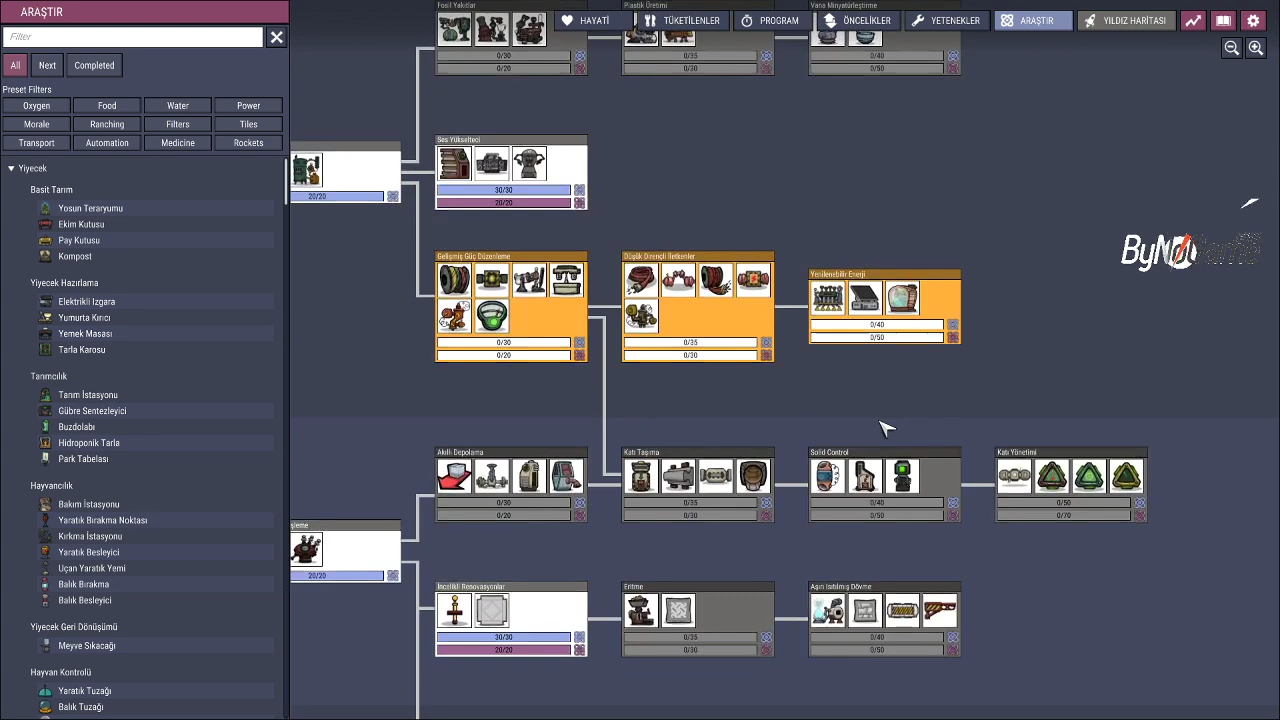 ARAŞTIR
Filter
All Next Completed
Preset Filters
Oxygen Food Water Power
Morale Ranching Filters Tiles
Transport Automation Medicine Rockets
Yiyecek
Basit Tarım
Yosun Teraryumu
Ekim Kutusu
Pay Kutusu
Kompost
Yiyecek Hazırlama
Elektrikli Izgara
Yumurta Kırıcı
Yemek Masası
Tarla Karosu
Tarımcılık
Tarım İstasyonu
Gübre Sentezleyici
Buzdolabı
Hidroponik Tarla
Park Tabelası
Hayvancılık
Bakım İstasyonu
Yaratık Bırakma Noktası
Kırkma İstasyonu
Yaratık Besleyici
Uçan Yaratık Yemi
Balık Bırakma
Balık Besleyici
Yiyecek Geri Dönüşümü
Meyve Sıkacağı
Hayvan Kontrolü
Yaratık Tuzağı
Balık Tuzağı
HAYATİ TÜKETİLENLER PROGRAM ÖNCELİKLER YETENEKLER ARAŞTIR YILDIZ HARİTASI
Fosil Yakıtlar Plastik Üretimi Vana Minyatürleştirme
0/30 0/35 0/40
0/20 0/30 0/50
Ses Yükselteci
20/20 30/30
20/20
Gelişmiş Güç Düzenleme Düşük Dirençli İletkenler Yenilenebilir Enerji
0/30 0/35 0/40
0/20 0/30 0/50
Akıllı Depolama Katı Taşıma Solid Control Katı Yönetimi
0/30 0/35 0/40 0/50
0/20 0/30 0/50 0/70
işleme
20/20
İncelikli Renovasyonlar Eritme Aşırı Isıtılmış Dövme
30/30 0/35 0/40
20/20 0/30 0/50